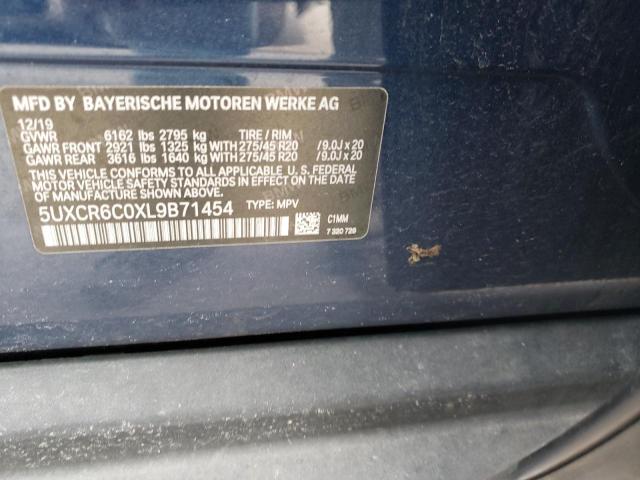 MFD BY BAYERISCHE MOTOREN WERKE AG
12/19
GVWR 6162 lbs 2795 kg TIRE / RIM
GAWR FRONT 2921 lbs 1325 kg WITH 275/45 R20 /9.0J x 20
GAWR REAR 3616 lbs 1640 kg WITH 275/45 R20 /9.0J x 20
THIS VEHICLE CONFORMS TO ALL APPLICABLE U. S. FEDERAL
MOTOR VEHICLE SAFETY STANDARDS IN EFFECT ON
THE DATE OF MANUFACTURE SHOWN ABOVE.
5UXCR6C0XL9B71454 TYPE: MPV
C1MM
7 320 729